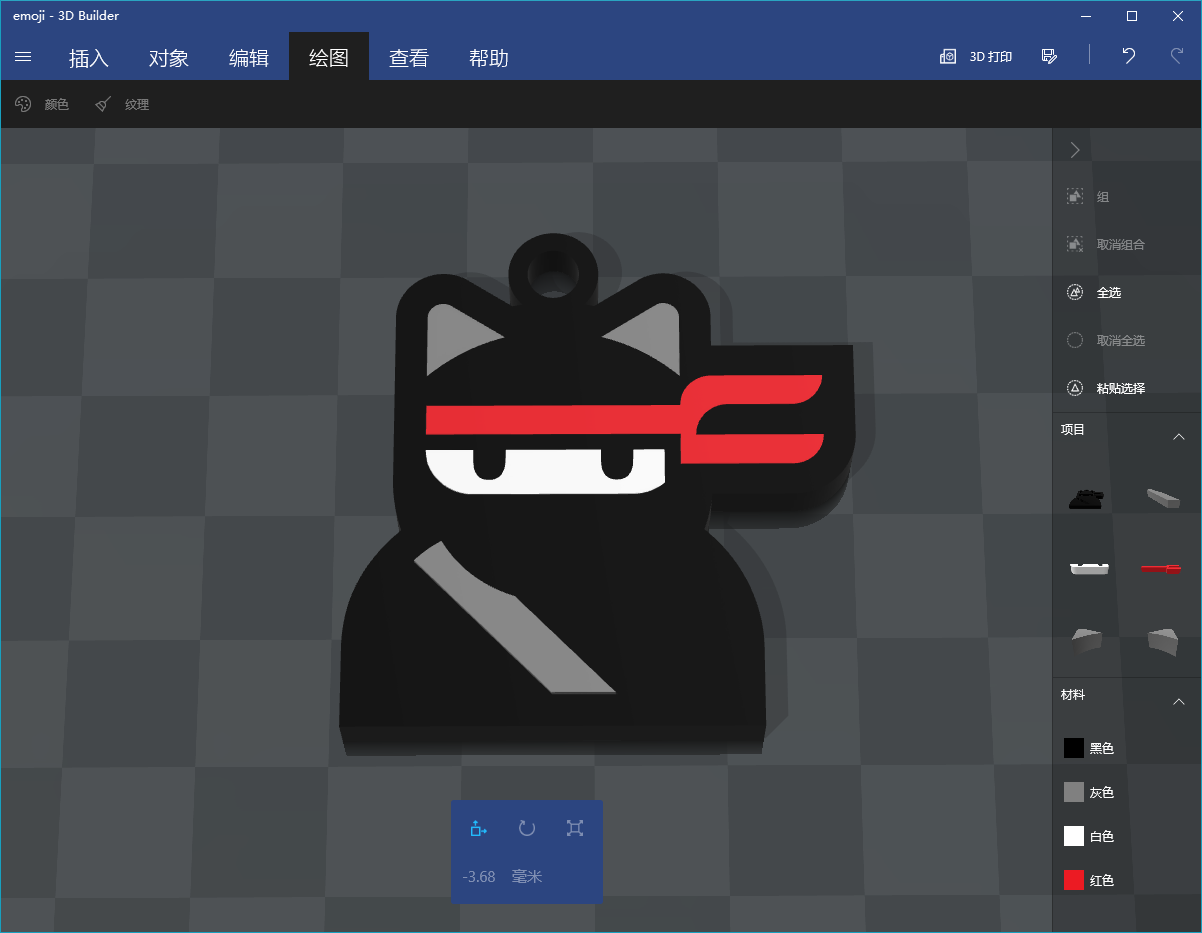 emoji - 3D Builder
插入 对象 编辑 绘图 查看 帮助 3D 打印
颜色 纹理
组
取消组合
全选
取消全选
粘贴选择
项目
材料
黑色
灰色
白色
红色
-3.68 毫米